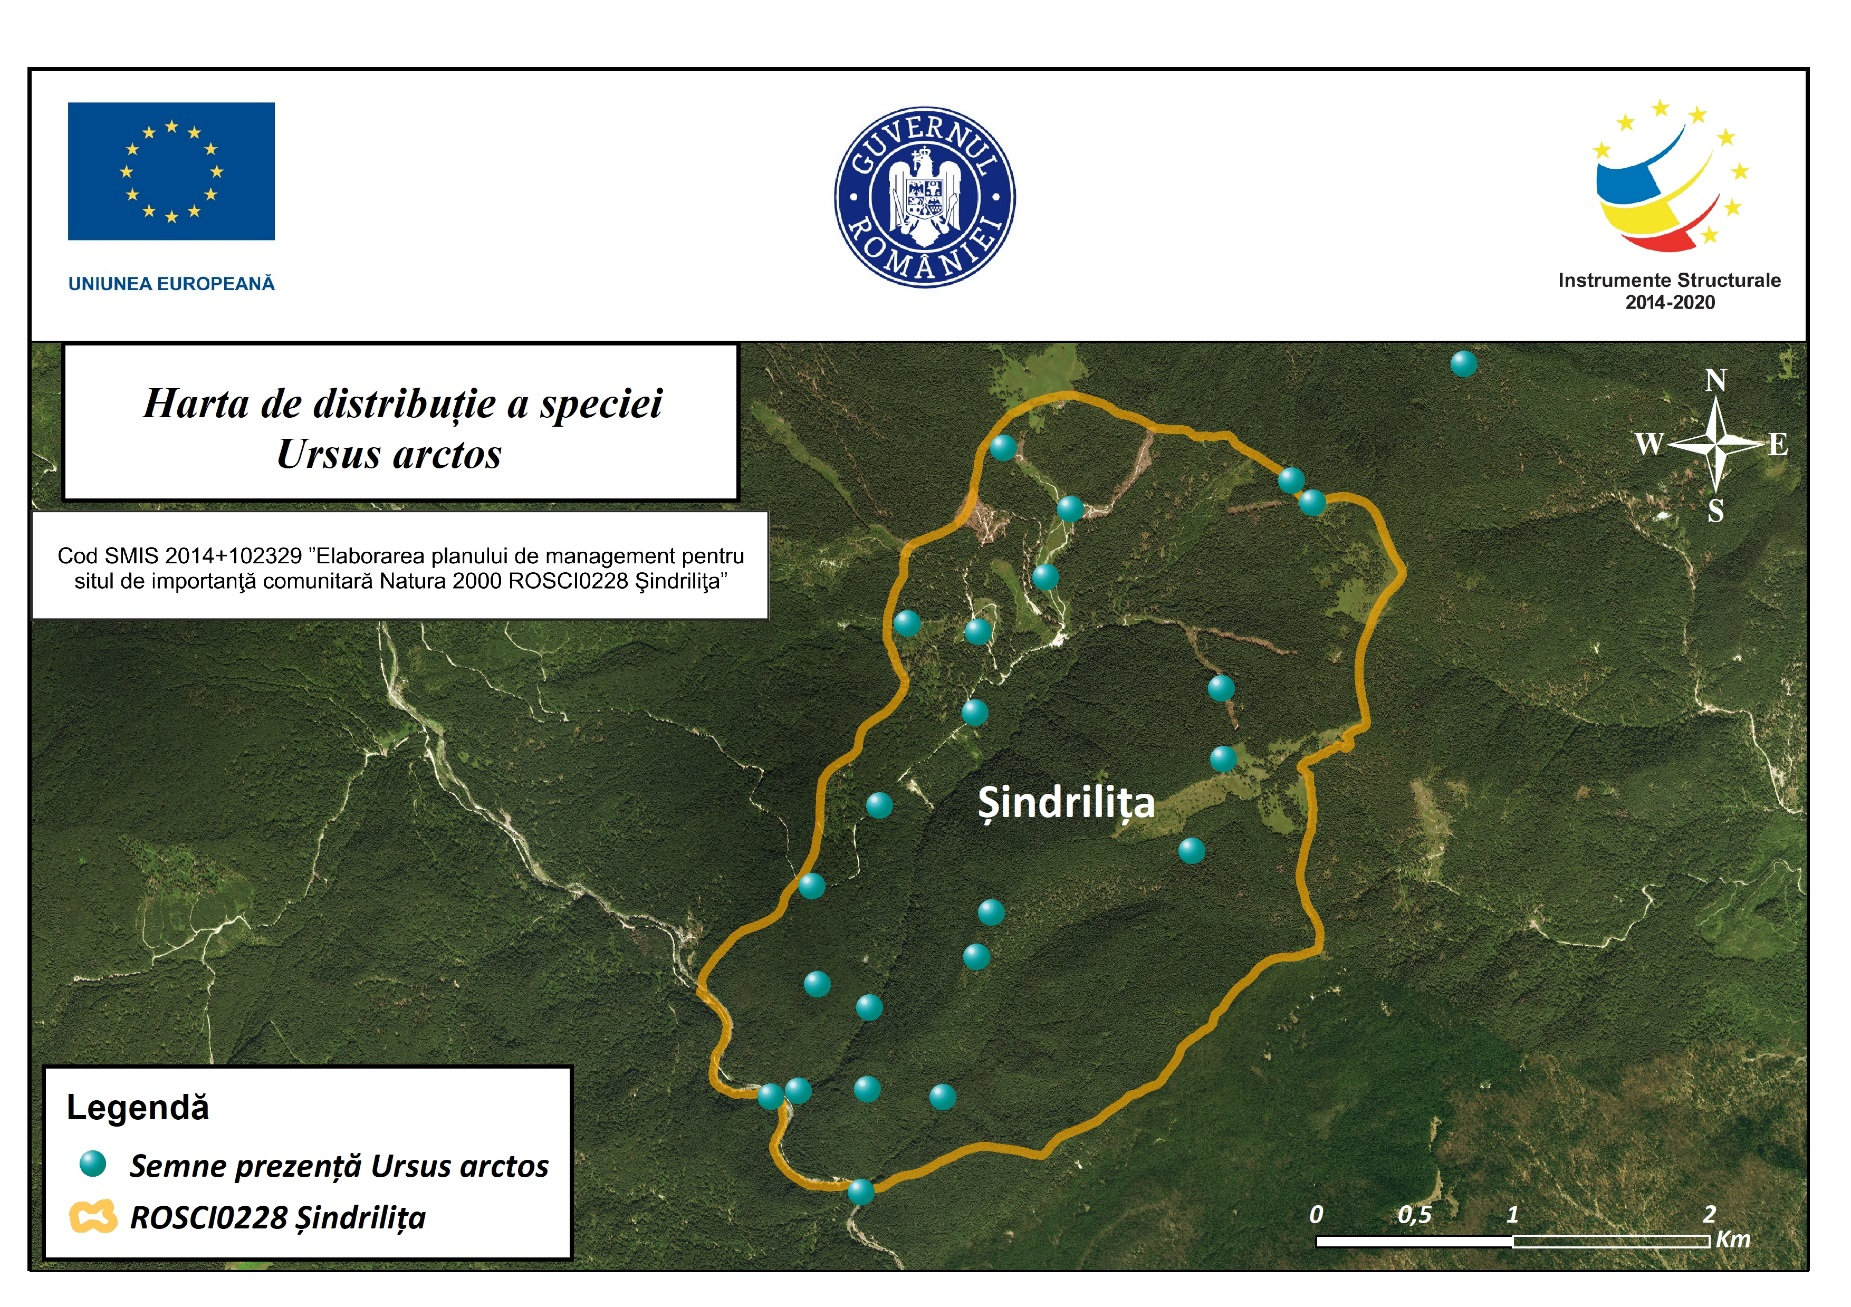 UNIUNEA EUROPEANĂ
GUVERNUL ROMÂNIEI
Instrumente Structurale
2014-2020
Harta de distribuție a speciei
Ursus arctos
Cod SMIS 2014+102329 ”Elaborarea planului de management pentru
situl de importanţă comunitară Natura 2000 ROSCI0228 Şindriliţa”
N
W E
S
Șindrilița
Legendă
Semne prezență Ursus arctos
ROSCI0228 Șindrilița
0 0,5 1 2
Km